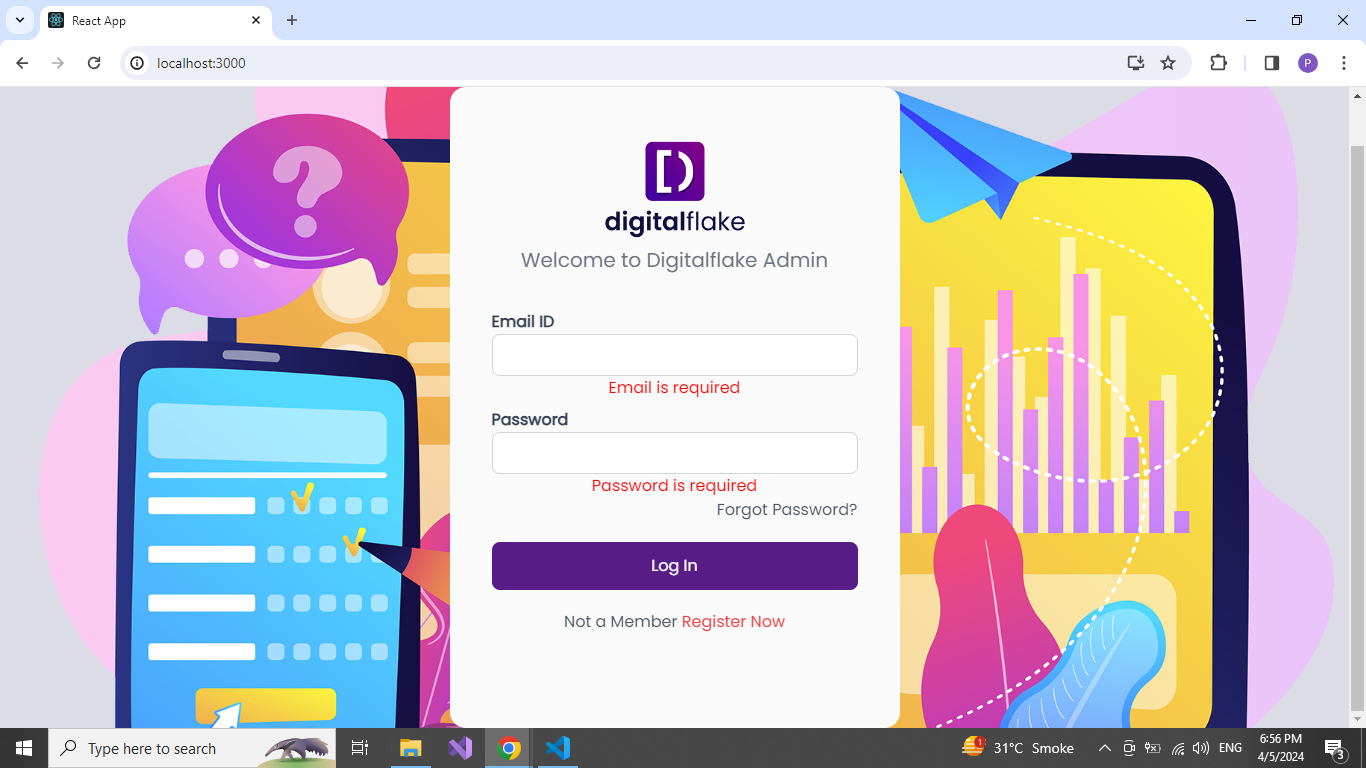 React App
localhost:3000
P
?
digitalflake
Welcome to Digitalflake Admin
Email ID
Email is required
Password
Password is required
Forgot Password?
Log In
Not a Member Register Now
Type here to search
1
31°C Smoke
ENG
6:56 PM
4/5/2024
3